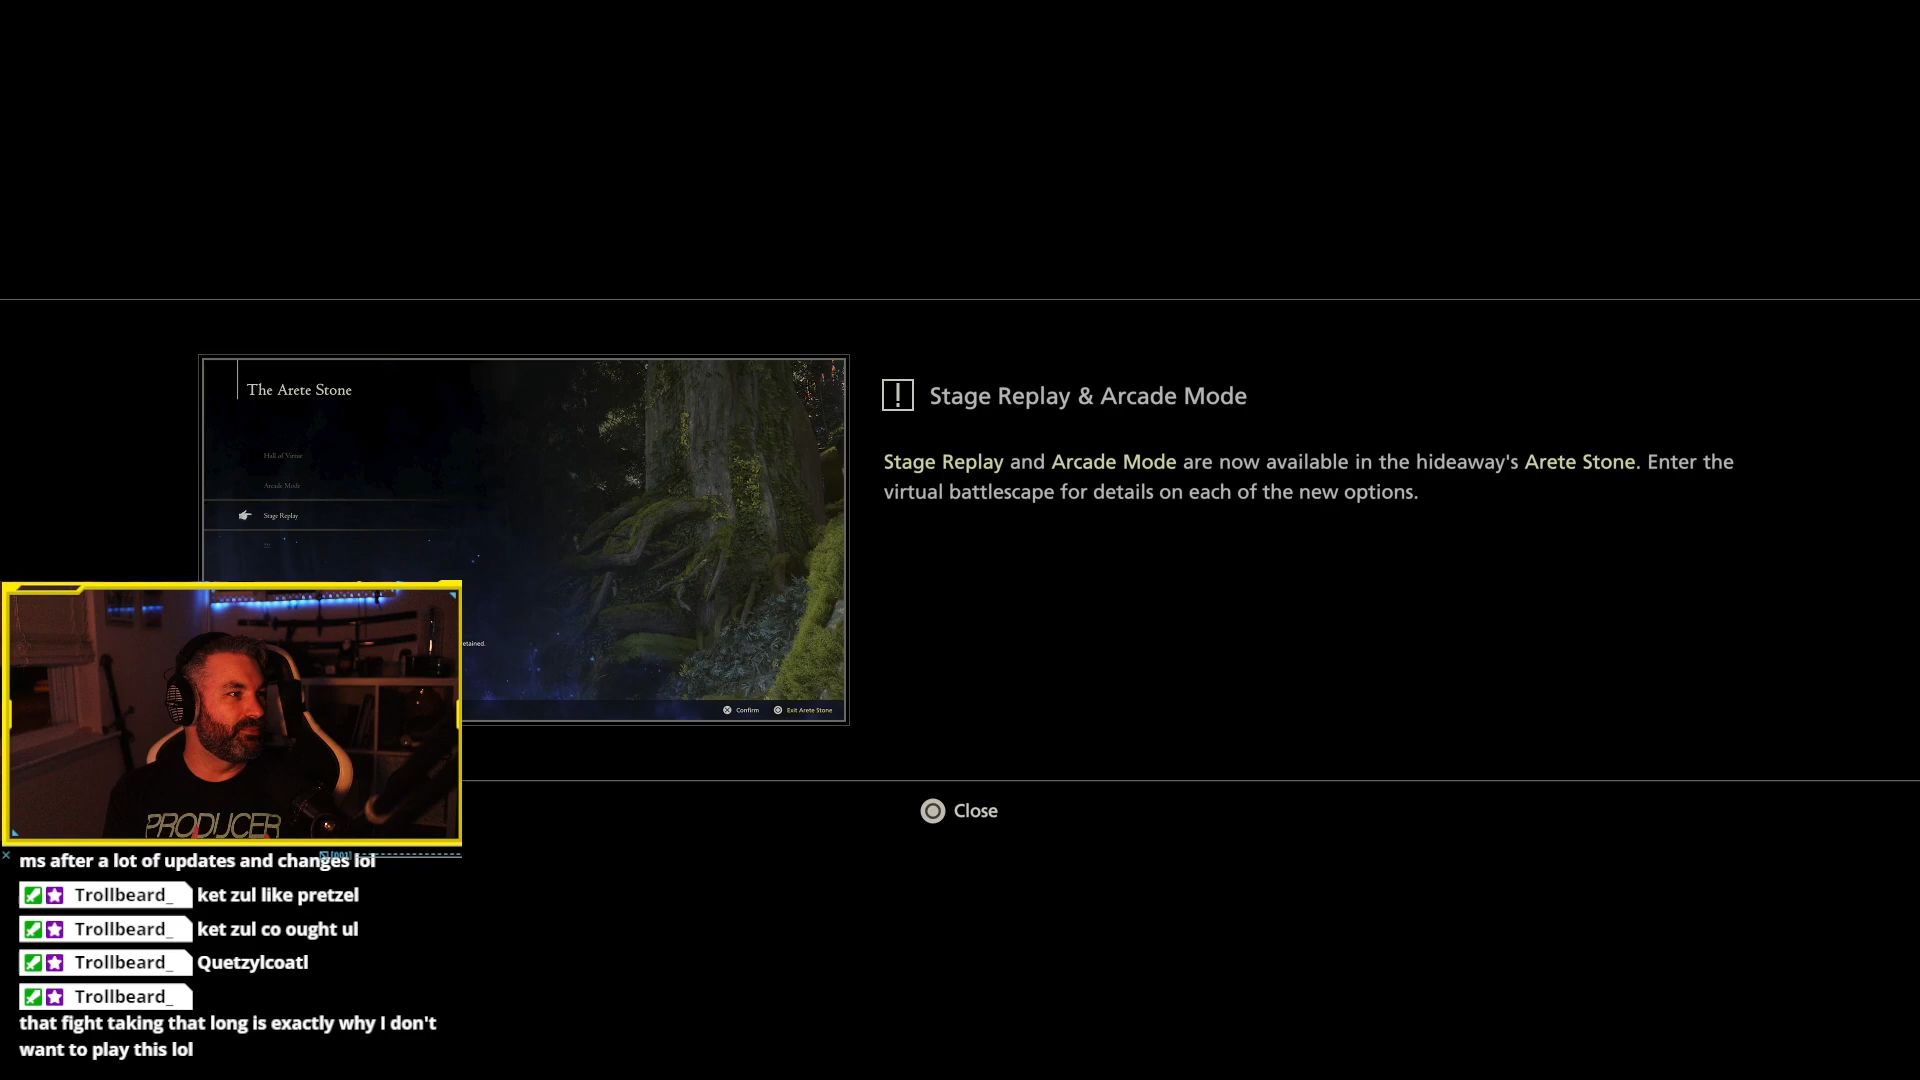 The Arete Stone
Hall of Virtue
Arcade Mode
Stage Replay
etained.
Confirm
Exit Arete Stone
Stage Replay & Arcade Mode
Stage Replay and Arcade Mode are now available in the hideaway's Arete Stone. Enter the
virtual battlescape for details on each of the new options.
Close
PRODUCER
[001]
ms after a lot of updates and changes lol
Trollbeard_ ket zul like pretzel
Trollbeard_ ket zul co ought ul
Trollbeard_ Quetzylcoatl
Trollbeard_
that fight taking that long is exactly why I don't
want to play this lol